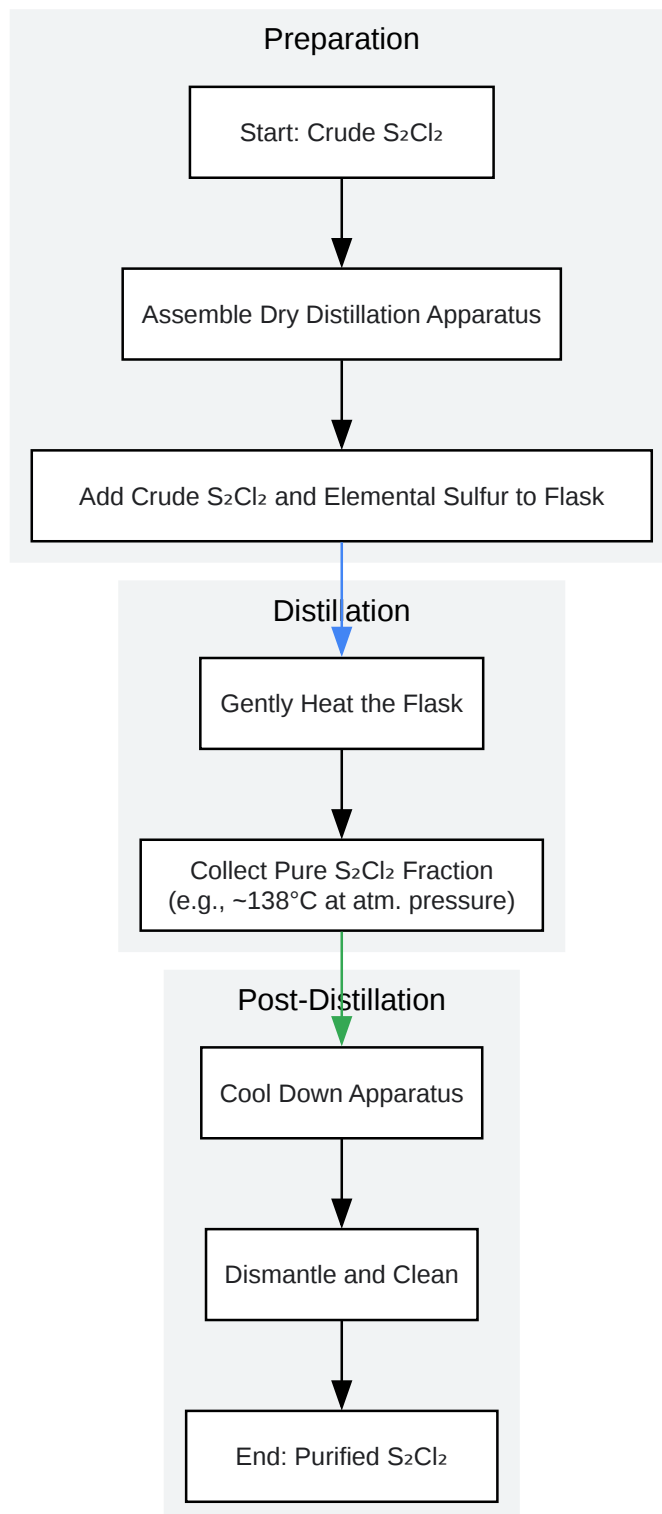 Preparation
Start: Crude S₂Cl₂
Assemble Dry Distillation Apparatus
Add Crude S₂Cl₂ and Elemental Sulfur to Flask
Distillation
Gently Heat the Flask
Collect Pure S₂Cl₂ Fraction
(e.g., ~138°C at atm. pressure)
Post-Distillation
Cool Down Apparatus
Dismantle and Clean
End: Purified S₂Cl₂